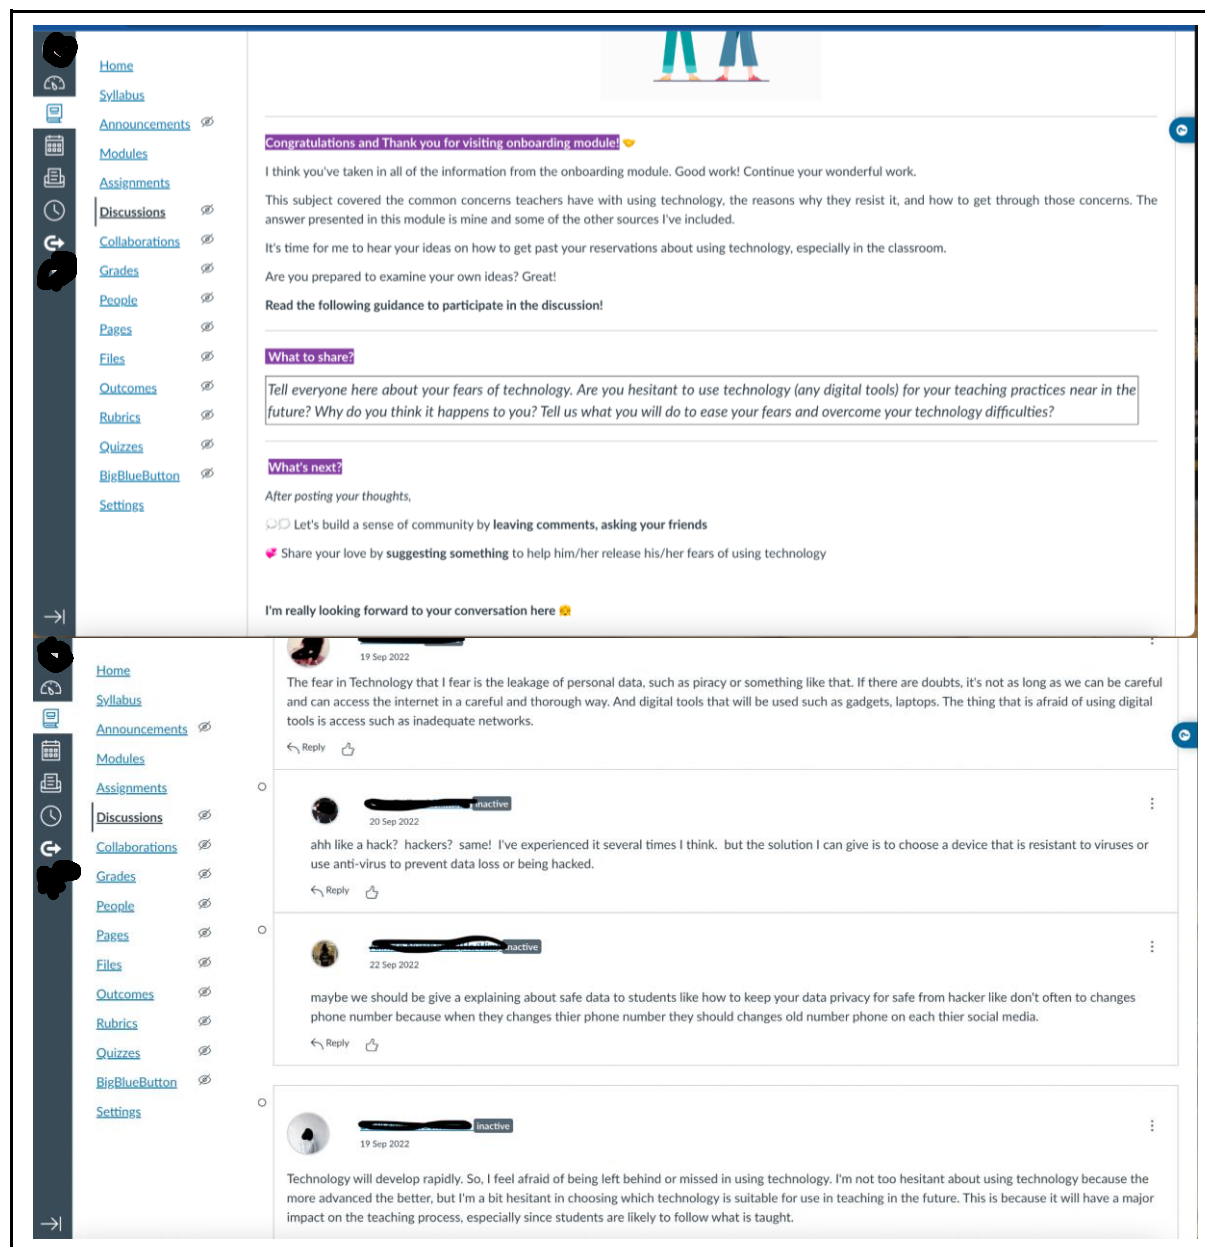 Home
Syllabus
Announcements
Modules
Assignments
Discussions
Collaborations
Grades
People
Pages
Files
Outcomes
Rubrics
Quizzes
BigBlueButton
Settings
Congratulations and Thank you for visiting onboarding module!
I think you've taken in all of the information from the onboarding module. Good work! Continue your wonderful work.
This subject covered the common concerns teachers have with using technology, the reasons why they resist it, and how to get through those concerns. The
answer presented in this module is mine and some of the other sources I've included.
It's time for me to hear your ideas on how to get past your reservations about using technology, especially in the classroom.
Are you prepared to examine your own ideas? Great!
Read the following guidance to participate in the discussion!
What to share?
Tell everyone here about your fears of technology. Are you hesitant to use technology (any digital tools) for your teaching practices near in the
future? Why do you think it happens to you? Tell us what you will do to ease your fears and overcome your technology difficulties?
What's next?
After posting your thoughts,
Let's build a sense of community by leaving comments, asking your friends
Share your love by suggesting something to help him/her release his/her fears of using technology
I'm really looking forward to your conversation here
Home
Syllabus
Announcements
Modules
Assignments
Discussions
Collaborations
Grades
People
Pages
Files
Outcomes
Rubrics
Quizzes
BigBlueButton
Settings
19 Sep 2022
The fear in Technology that I fear is the leakage of personal data, such as piracy or something like that. If there are doubts, it's not as long as we can be careful
and can access the internet in a careful and thorough way. And digital tools that will be used such as gadgets, laptops. The thing that is afraid of using digital
tools is access such as inadequate networks.
Reply
inactive
20 Sep 2022
ahh like a hack? hackers? same! I've experienced it several times I think. but the solution I can give is to choose a device that is resistant to viruses or
use anti-virus to prevent data loss or being hacked.
Reply
inactive
22 Sep 2022
maybe we should be give a explaining about safe data to students like how to keep your data privacy for safe from hacker like don't often to changes
phone number because when they changes thier phone number they should changes old number phone on each thier social media.
Reply
inactive
19 Sep 2022
Technology will develop rapidly. So, I feel afraid of being left behind or missed in using technology. I'm not too hesitant about using technology because the
more advanced the better, but I'm a bit hesitant in choosing which technology is suitable for use in teaching in the future. This is because it will have a major
impact on the teaching process, especially since students are likely to follow what is taught.